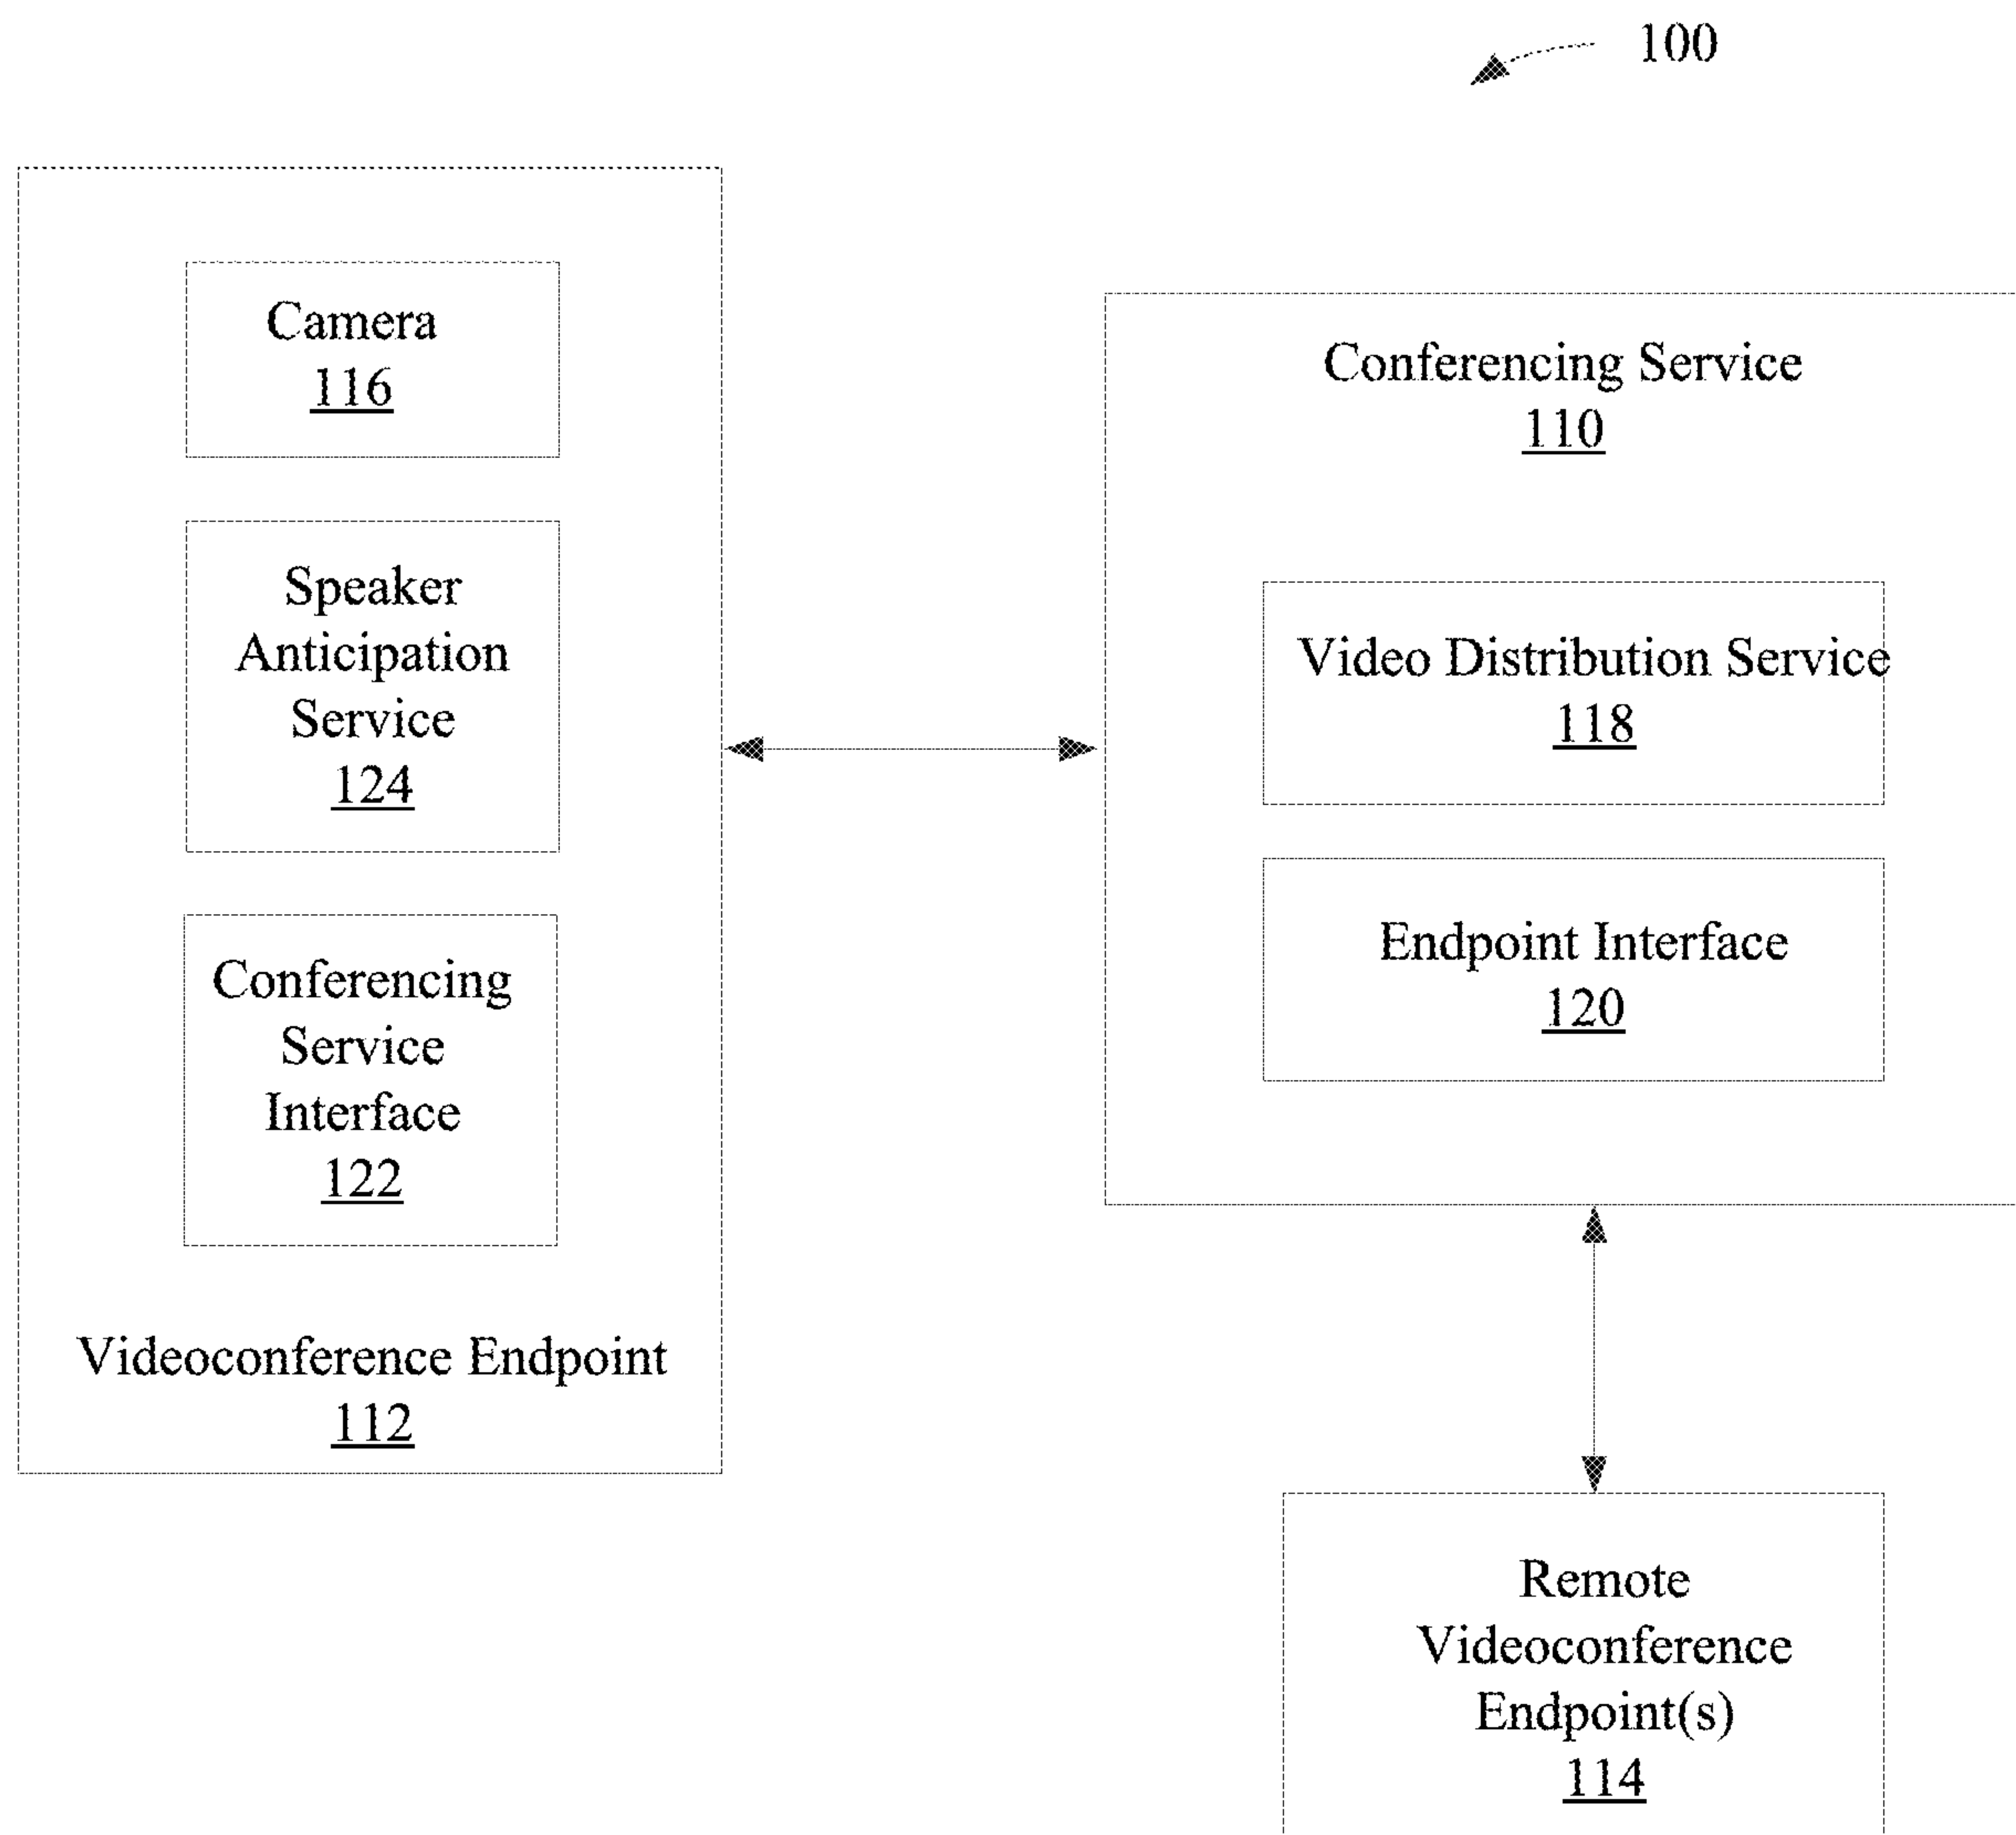 100
Camera
116
Speaker
Anticipation
Service
124
Conferencing
Service
Interface
122
Videoconference Endpoint
112
Conferencing Service
110
Video Distribution Service
118
Endpoint Interface
120
Remote
Videoconference
Endpoint(s)
114